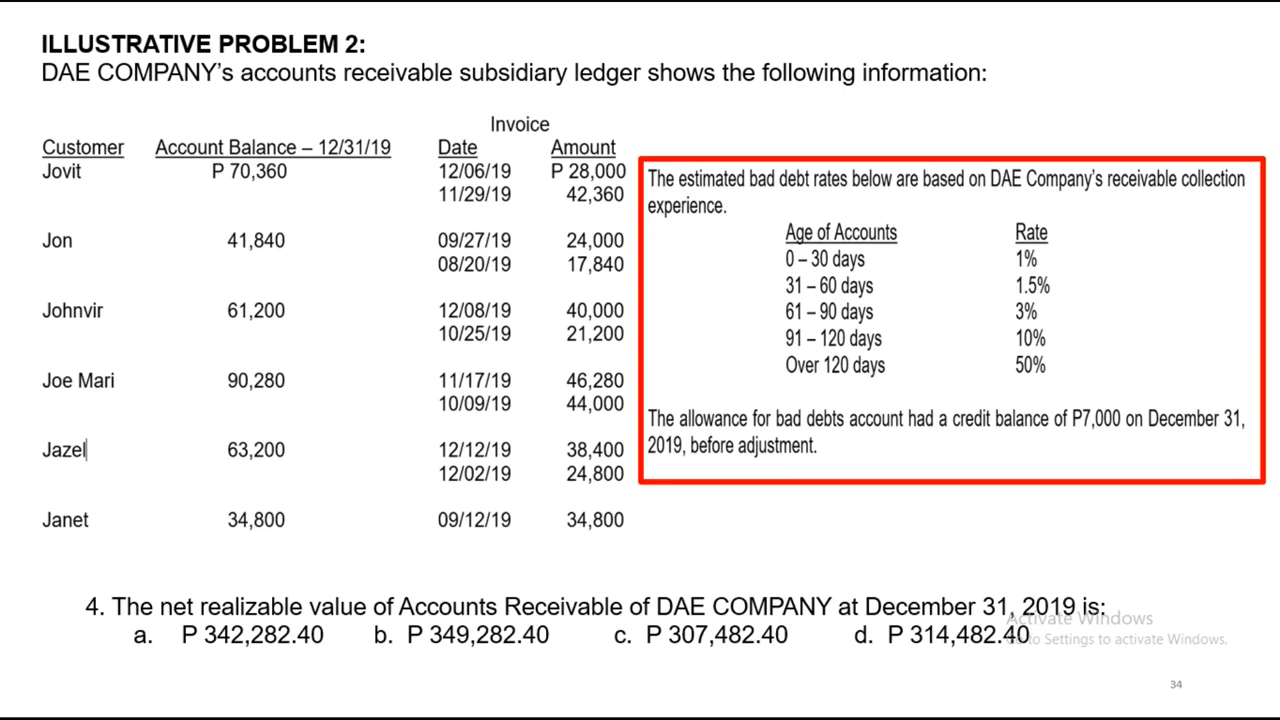 ILLUSTRATIVE PROBLEM 2:
DAE COMPANY's accounts receivable subsidiary ledger shows the following information:
Invoice
Customer Account Balance – 12/31/19 Date Amount
Jovit P 70,360 12/06/19 P 28,000
11/29/19 42,360
Jon 41,840 09/27/19 24,000
08/20/19 17,840
Johnvir 61,200 12/08/19 40,000
10/25/19 21,200
Joe Mari 90,280 11/17/19 46,280
10/09/19 44,000
Jazel 63,200 12/12/19 38,400
12/02/19 24,800
Janet 34,800 09/12/19 34,800
The estimated bad debt rates below are based on DAE Company's receivable collection
experience.
Age of Accounts Rate
0 – 30 days 1%
31 – 60 days 1.5%
61 – 90 days 3%
91 – 120 days 10%
Over 120 days 50%
The allowance for bad debts account had a credit balance of P7,000 on December 31,
2019, before adjustment.
4. The net realizable value of Accounts Receivable of DAE COMPANY at December 31, 2019 is:
a. P 342,282.40 b. P 349,282.40 c. P 307,482.40 d. P 314,482.40
Activate Windows
to Settings to activate Windows.
34